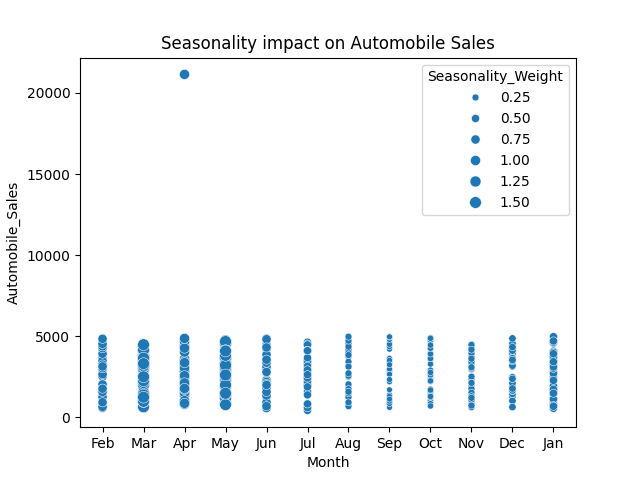 Seasonality impact on Automobile Sales
Seasonality_Weight
0.25
0.50
0.75
1.00
1.25
1.50
Automobile_Sales
20000
15000
10000
5000
0
Feb Mar Apr May Jun Jul Aug Sep Oct Nov Dec Jan
Month